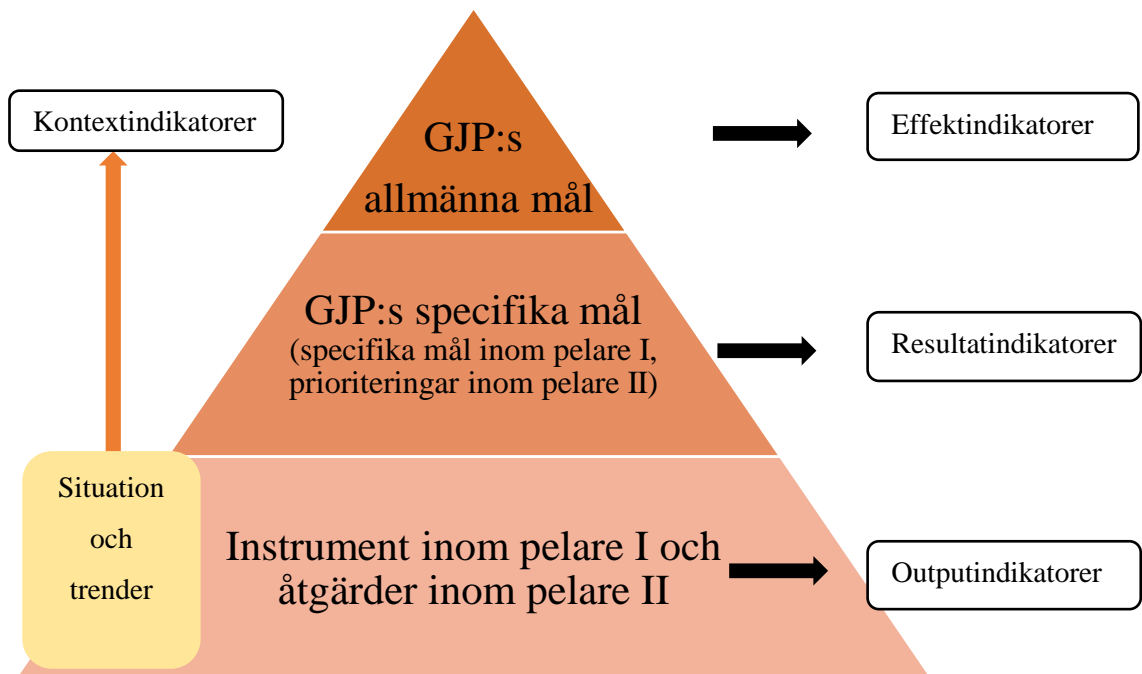 Kontextindikatorer
GJP:s
allmänna mål
Effektindikatorer
GJP:s specifika mål
(specifika mål inom pelare I,
prioriteringar inom pelare II)
Resultatindikatorer
Situation
och
trender
Instrument inom pelare I och
åtgärder inom pelare II
Outputindikatorer